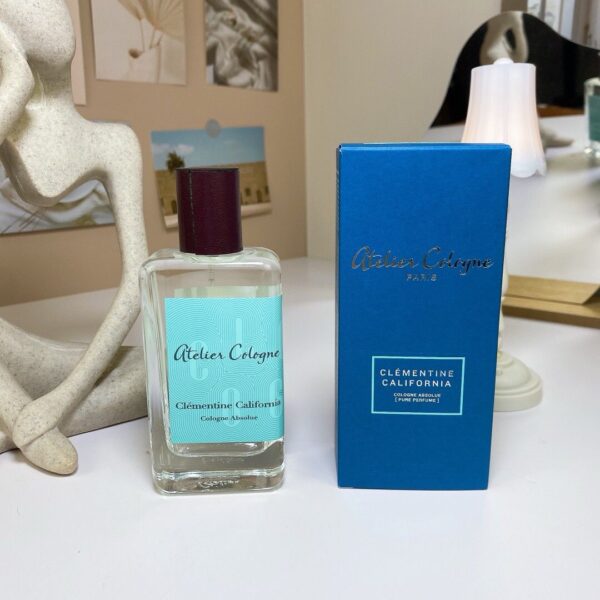 Atelier Cologne
Clémentine California
Cologne Absolue
Atelier Cologne
PARIS
CLÉMENTINE
CALIFORNIA
COLOGNE ABSOLUE
[ PURE PERFUME ]